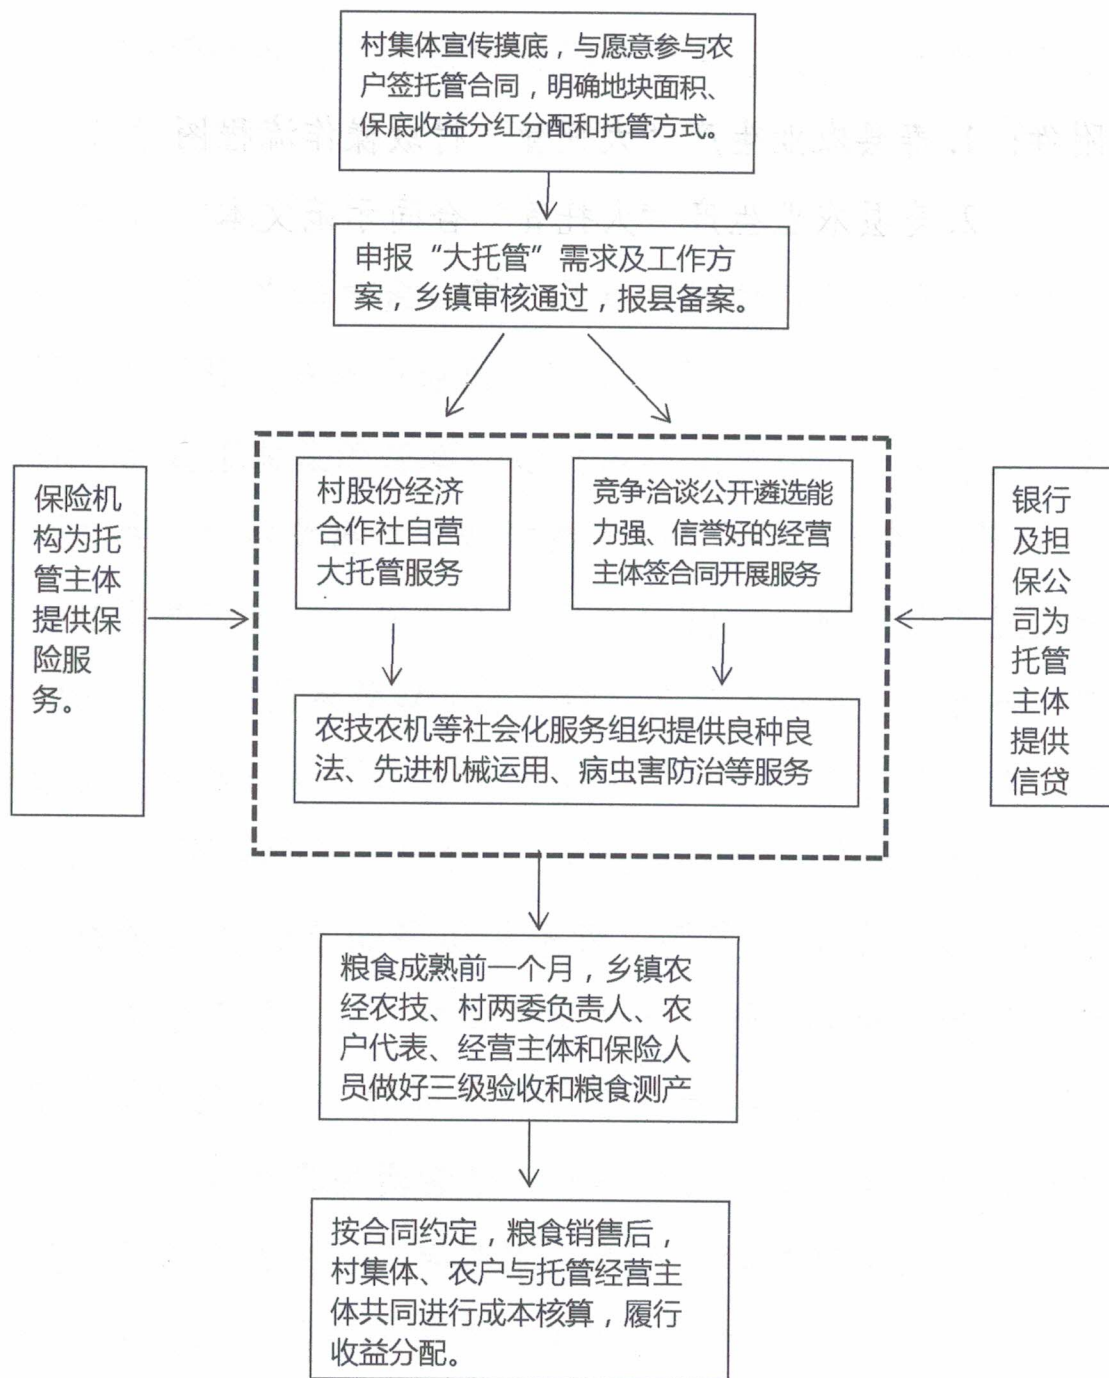 村集体宣传摸底，与愿意参与农
户签托管合同，明确地块面积、
保底收益分红分配和托管方式。
申报“大托管”需求及工作方
案，乡镇审核通过，报县备案。
保险机
构为托
管主体
提供保
险服
务。
村股份经济
合作社自营
大托管服务
竞争洽谈公开遴选能
力强、信誉好的经营
主体签合同开展服务
银行
及担
保公
司为
托管
主体
提供
信贷
农技农机等社会化服务组织提供良种良
法、先进机械运用、病虫害防治等服务
粮食成熟前一个月，乡镇农
经农技、村两委负责人、农
户代表、经营主体和保险人
员做好三级验收和粮食测产
按合同约定，粮食销售后，
村集体、农户与托管经营主
体共同进行成本核算，履行
收益分配。